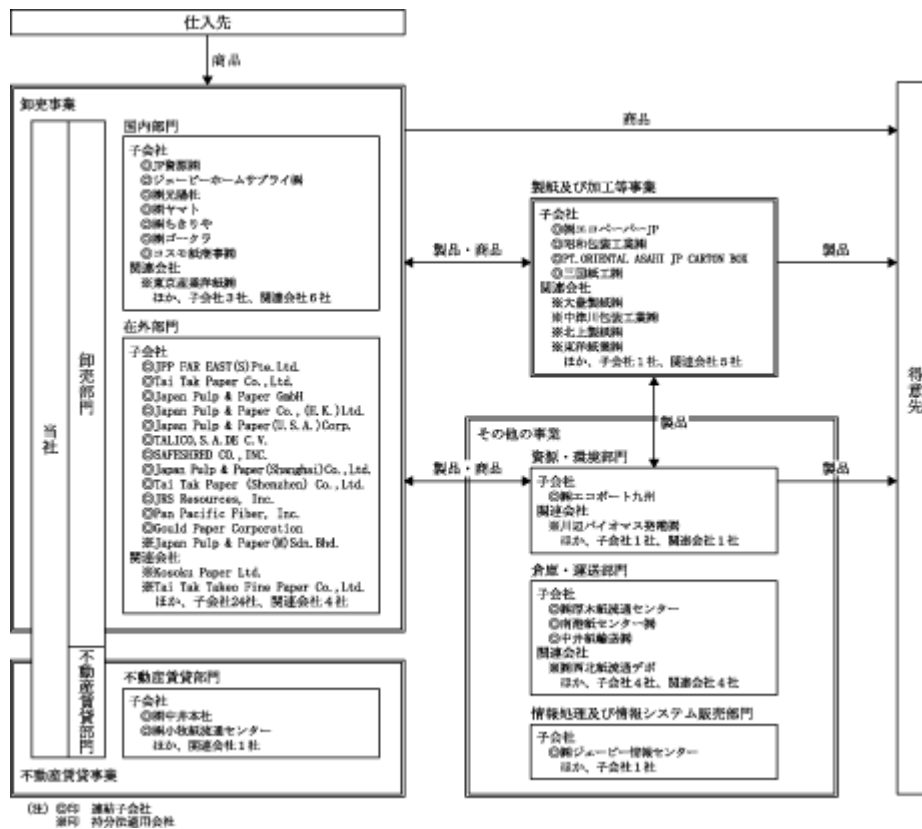 仕入先
商品
卸売事業
当社
卸売部門
不動産賃貸部門
国内部門
子会社
◎JP資源㈱
◎ジェーピーホームサプライ㈱
◎㈱光陽社
◎㈱ヤマト
◎㈱ちきりや
◎㈱ゴークラ
◎コスモ紙商事㈱
関連会社
※東京産業洋紙㈱
ほか、子会社3社、関連会社6社
在外部門
子会社
◎JPP FAR EAST(S)Pte.Ltd.
◎Tai Tak Paper Co.,Ltd.
◎Japan Pulp & Paper GmbH
◎Japan Pulp & Paper Co.,(H.K.)Ltd.
◎Japan Pulp & Paper(U.S.A.)Corp.
◎TALICO,S.A.DE C.V.
◎SAFESHRED CO.,INC.
◎Japan Pulp & Paper(Shanghai)Co.,Ltd.
◎Tai Tak Paper (Shenzhen) Co.,Ltd.
◎JRS Resources, Inc.
◎Pan Pacific Fiber, Inc.
◎Gould Paper Corporation
※Japan Pulp & Paper(M)Sdn.Bhd.
関連会社
※Kosoku Paper Ltd.
※Tai Tak Takeo Fine Paper Co.,Ltd.
ほか、子会社24社、関連会社4社
不動産賃貸部門
子会社
◎㈱中井本社
◎㈱小牧紙流通センター
ほか、関連会社1社
不動産賃貸事業
商品
製品・商品
製紙及び加工等事業
子会社
◎㈱エコペーパーJP
◎昭和包装工業㈱
◎PT.ORIENTAL ASAHI JP CARTON BOX
◎三国紙工㈱
関連会社
※大豊製紙㈱
※中津川包装工業㈱
※北上製紙㈱
※東洋紙業㈱
ほか、子会社1社、関連会社5社
製品
製品
その他の事業
製品・商品
資源・環境部門
子会社
◎㈱エコポート九州
関連会社
※川辺バイオマス発電㈱
ほか、子会社1社、関連会社1社
製品
倉庫・運送部門
子会社
◎㈱厚木紙流通センター
◎南港紙センター㈱
◎中井紙輸送㈱
関連会社
※㈱西北紙流通デポ
ほか、子会社4社、関連会社4社
情報処理及び情報システム販売部門
子会社
◎㈱ジェーピー情報センター
ほか、子会社1社
得意先
(注) ◎印 連結子会社
※印 持分法適用会社